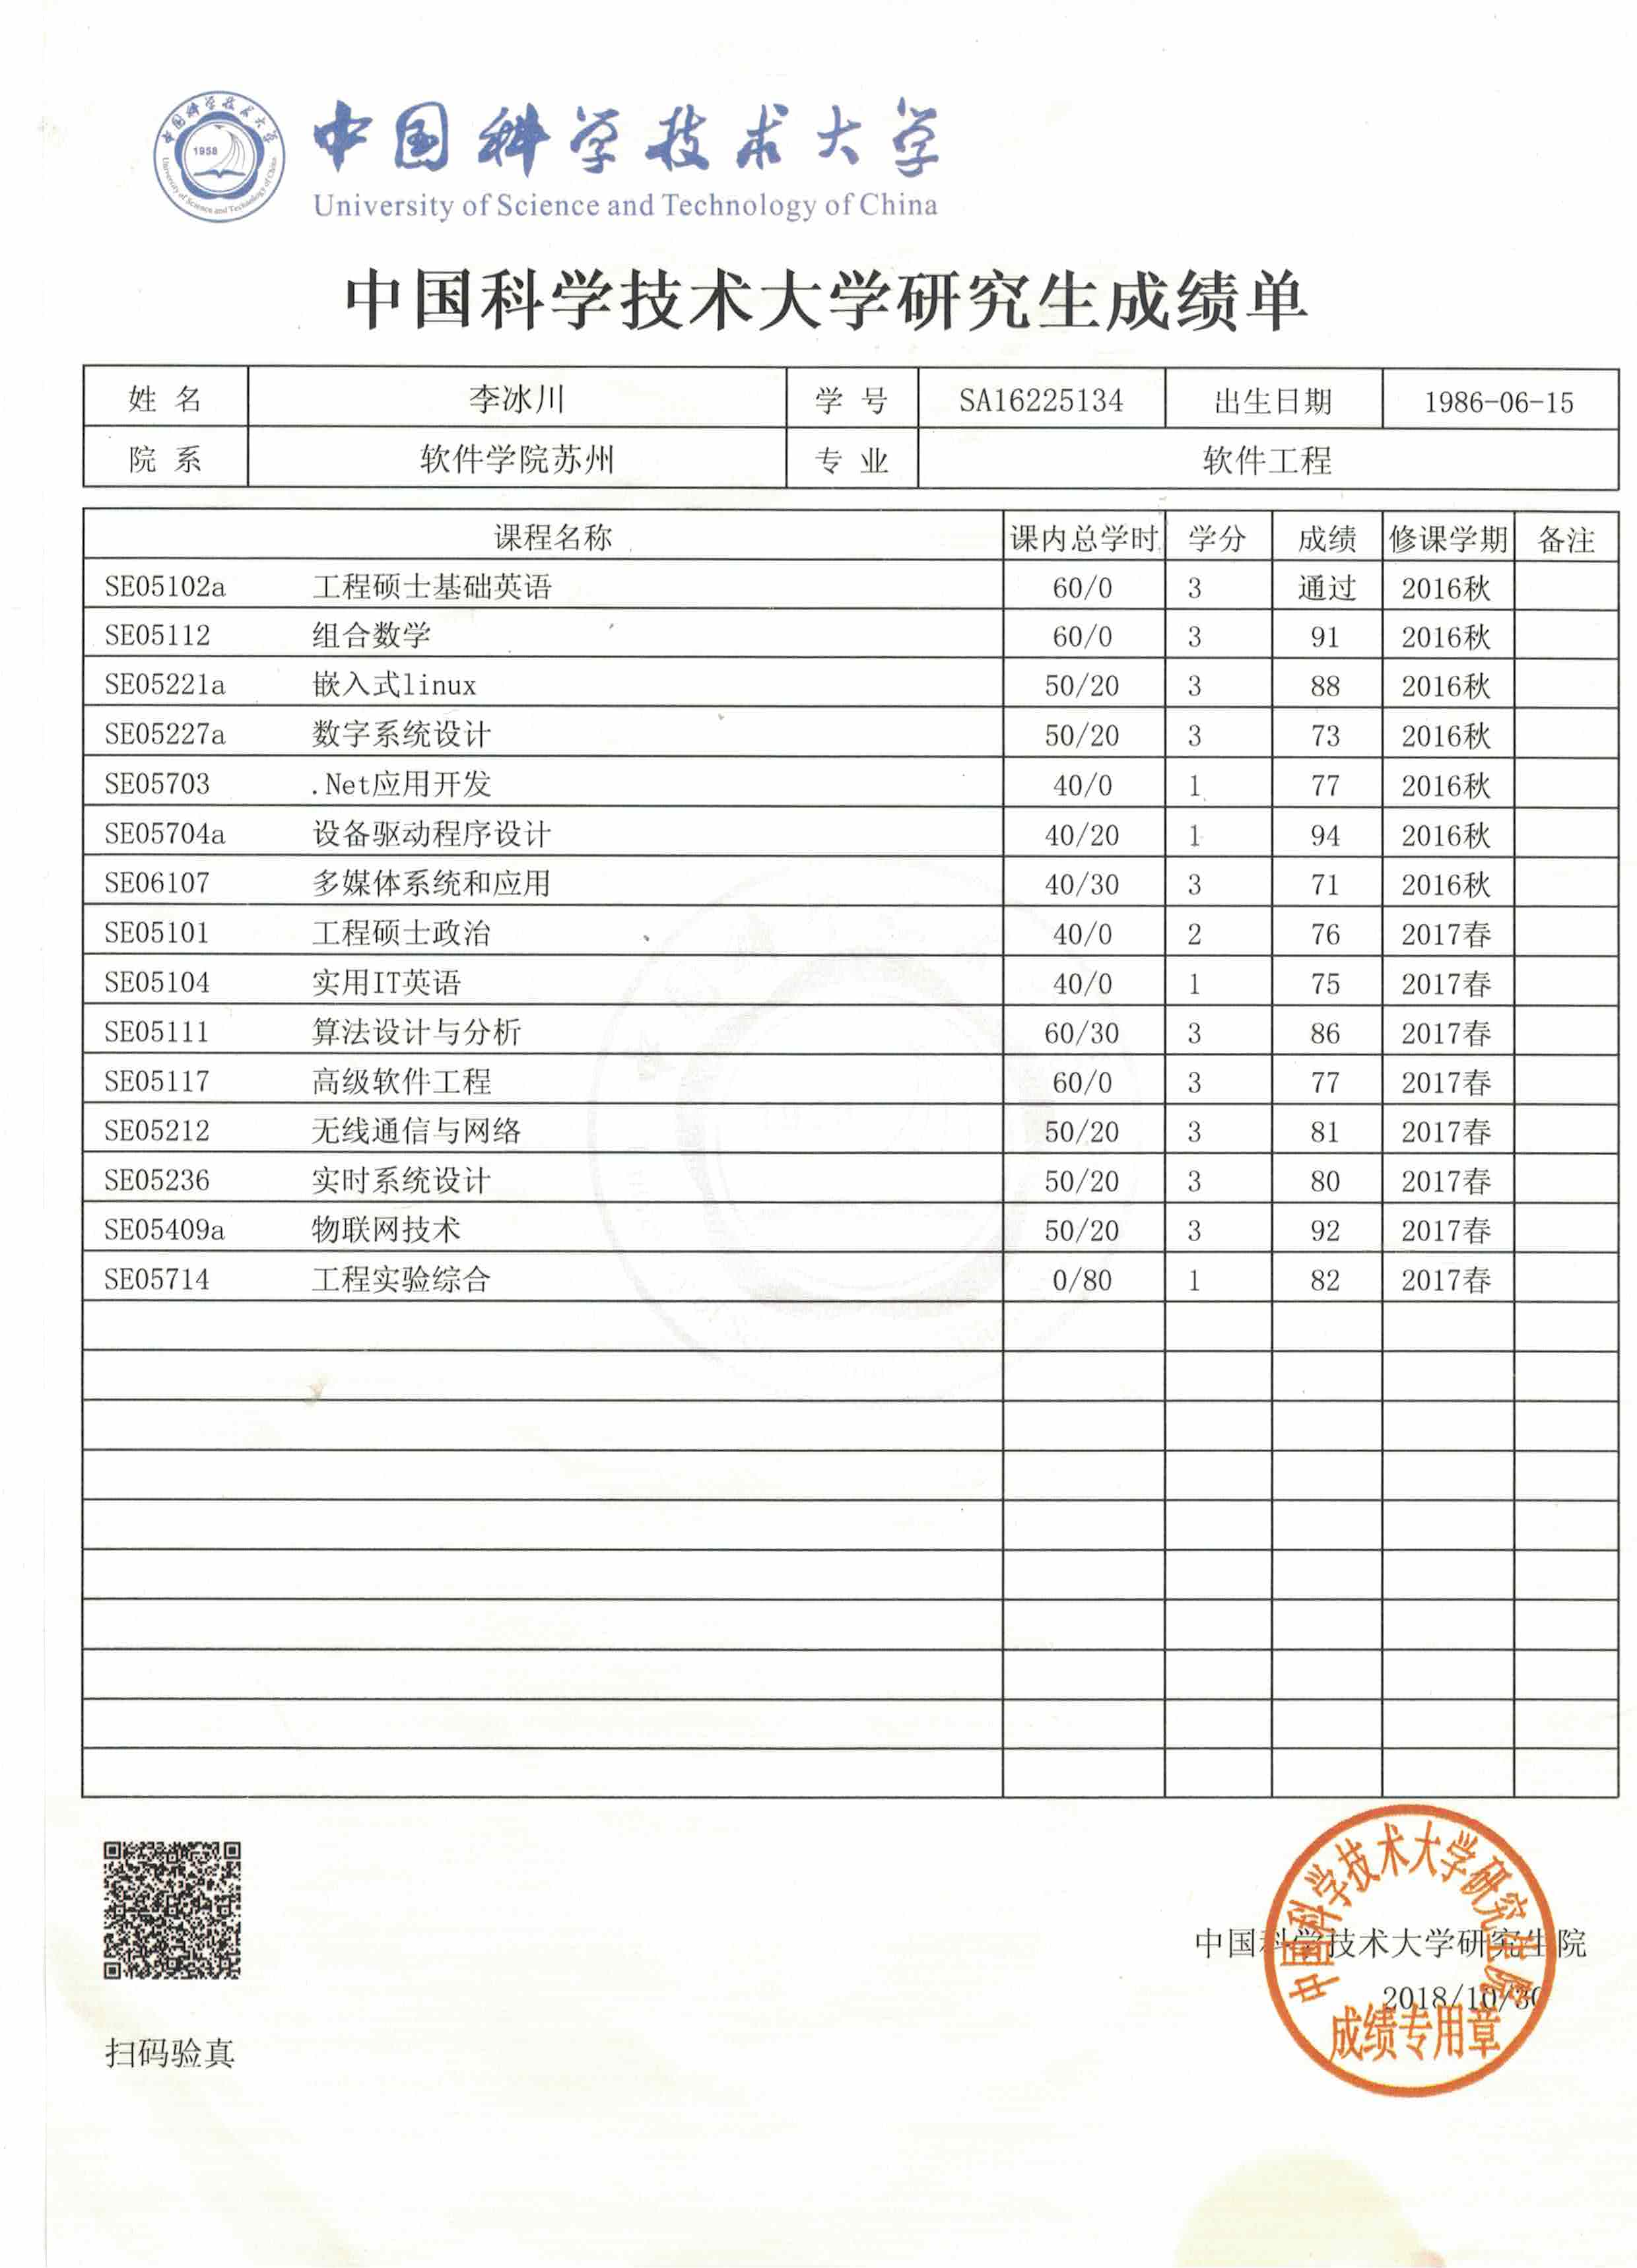 中国科学技术大学
University of Science and Technology of China
1958
中国科学技术大学研究生成绩单
姓 名 李冰川 学 号 SA16225134 出生日期 1986-06-15
院 系 软件学院苏州 专 业 软件工程
课程名称 课内总学时 学分 成绩 修课学期 备注
SE05102a 工程硕士基础英语 60/0 3 通过 2016秋
SE05112 组合数学 60/0 3 91 2016秋
SE05221a 嵌入式linux 50/20 3 88 2016秋
SE05227a 数字系统设计 50/20 3 73 2016秋
SE05703 .Net应用开发 40/0 1 77 2016秋
SE05704a 设备驱动程序设计 40/20 1 94 2016秋
SE06107 多媒体系统和应用 40/30 3 71 2016秋
SE05101 工程硕士政治 40/0 2 76 2017春
SE05104 实用IT英语 40/0 1 75 2017春
SE05111 算法设计与分析 60/30 3 86 2017春
SE05117 高级软件工程 60/0 3 77 2017春
SE05212 无线通信与网络 50/20 3 81 2017春
SE05236 实时系统设计 50/20 3 80 2017春
SE05409a 物联网技术 50/20 3 92 2017春
SE05714 工程实验综合 0/80 1 82 2017春
中国科学技术大学研究生院
2018/10/30
中国科学技术大学研究生院
成绩专用章
扫码验真